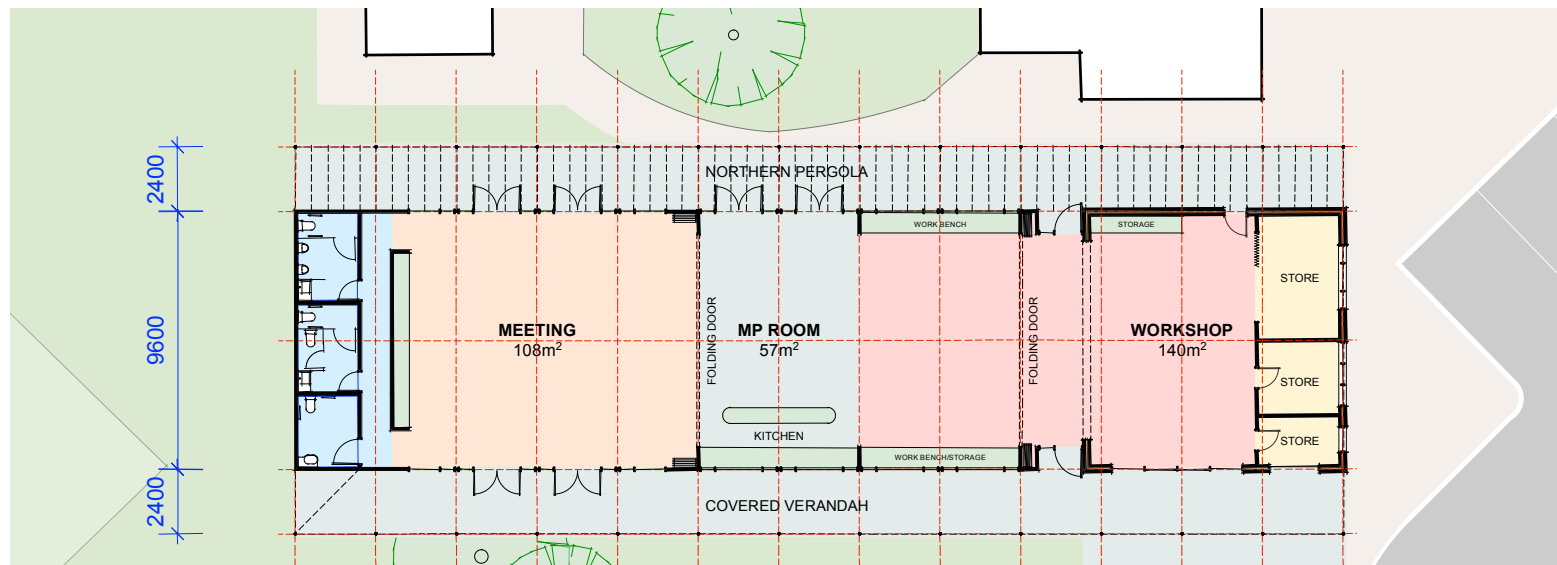 2400
NORTHERN PERGOLA
WORK BENCH
STORAGE
STORE
9600
MEETING
108m²
FOLDING DOOR
MP ROOM
57m²
FOLDING DOOR
WORKSHOP
140m²
STORE
KITCHEN
WORK BENCH/STORAGE
STORE
2400
COVERED VERANDAH